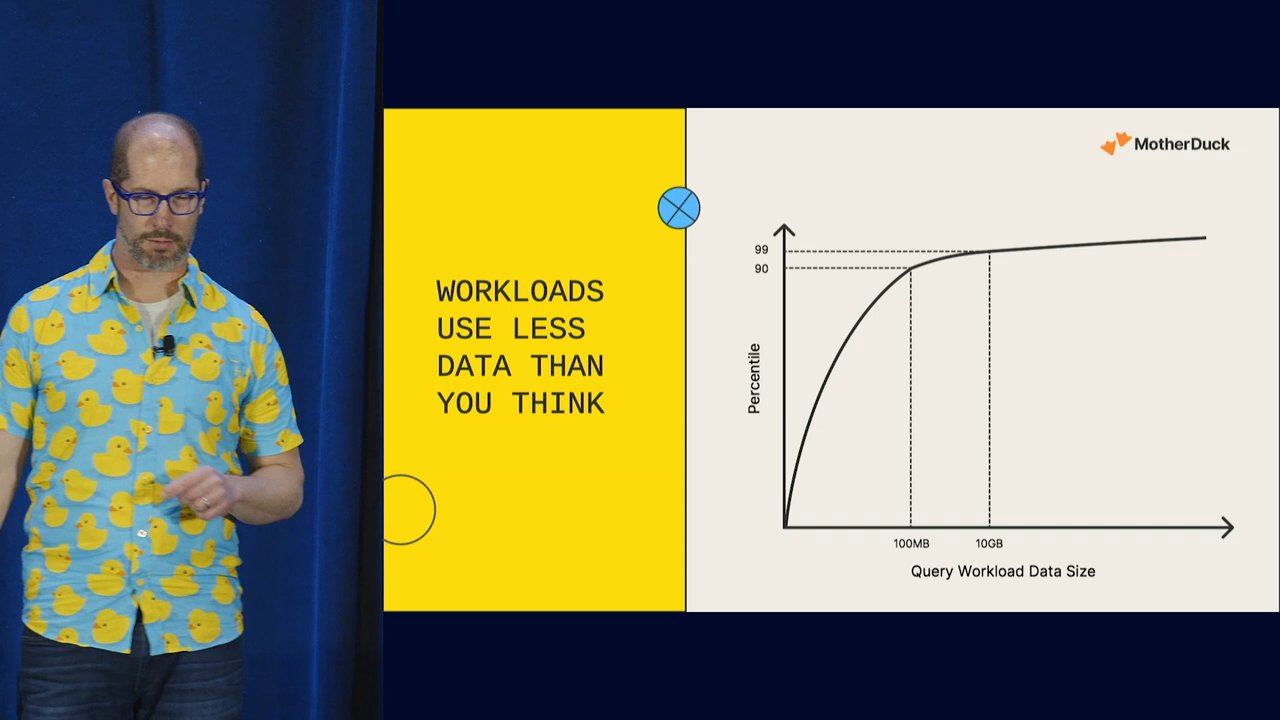 WORKLOADS
USE LESS
DATA THAN
YOU THINK
MotherDuck
99
90
Percentile
100MB
10GB
Query Workload Data Size